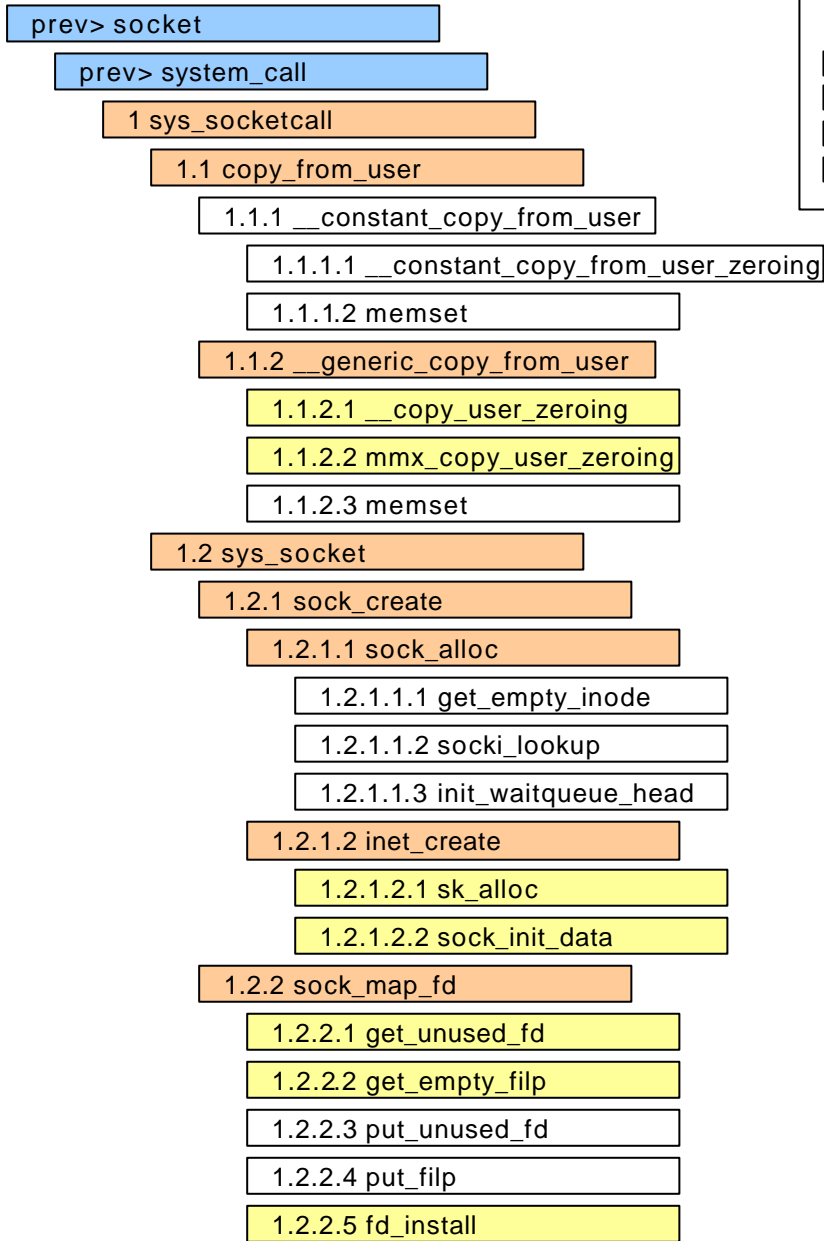 prev> socket
prev> system_call
1 sys_socketcall
1.1 copy_from_user
1.1.1 __constant_copy_from_user
1.1.1.1 __constant_copy_from_user_zeroing
1.1.1.2 memset
1.1.2 __generic_copy_from_user
1.1.2.1 __copy_user_zeroing
1.1.2.2 mmx_copy_user_zeroing
1.1.2.3 memset
1.2 sys_socket
1.2.1 sock_create
1.2.1.1 sock_alloc
1.2.1.1.1 get_empty_inode
1.2.1.1.2 socki_lookup
1.2.1.1.3 init_waitqueue_head
1.2.1.2 inet_create
1.2.1.2.1 sk_alloc
1.2.1.2.2 sock_init_data
1.2.2 sock_map_fd
1.2.2.1 get_unused_fd
1.2.2.2 get_empty_filp
1.2.2.3 put_unused_fd
1.2.2.4 put_filp
1.2.2.5 fd_install